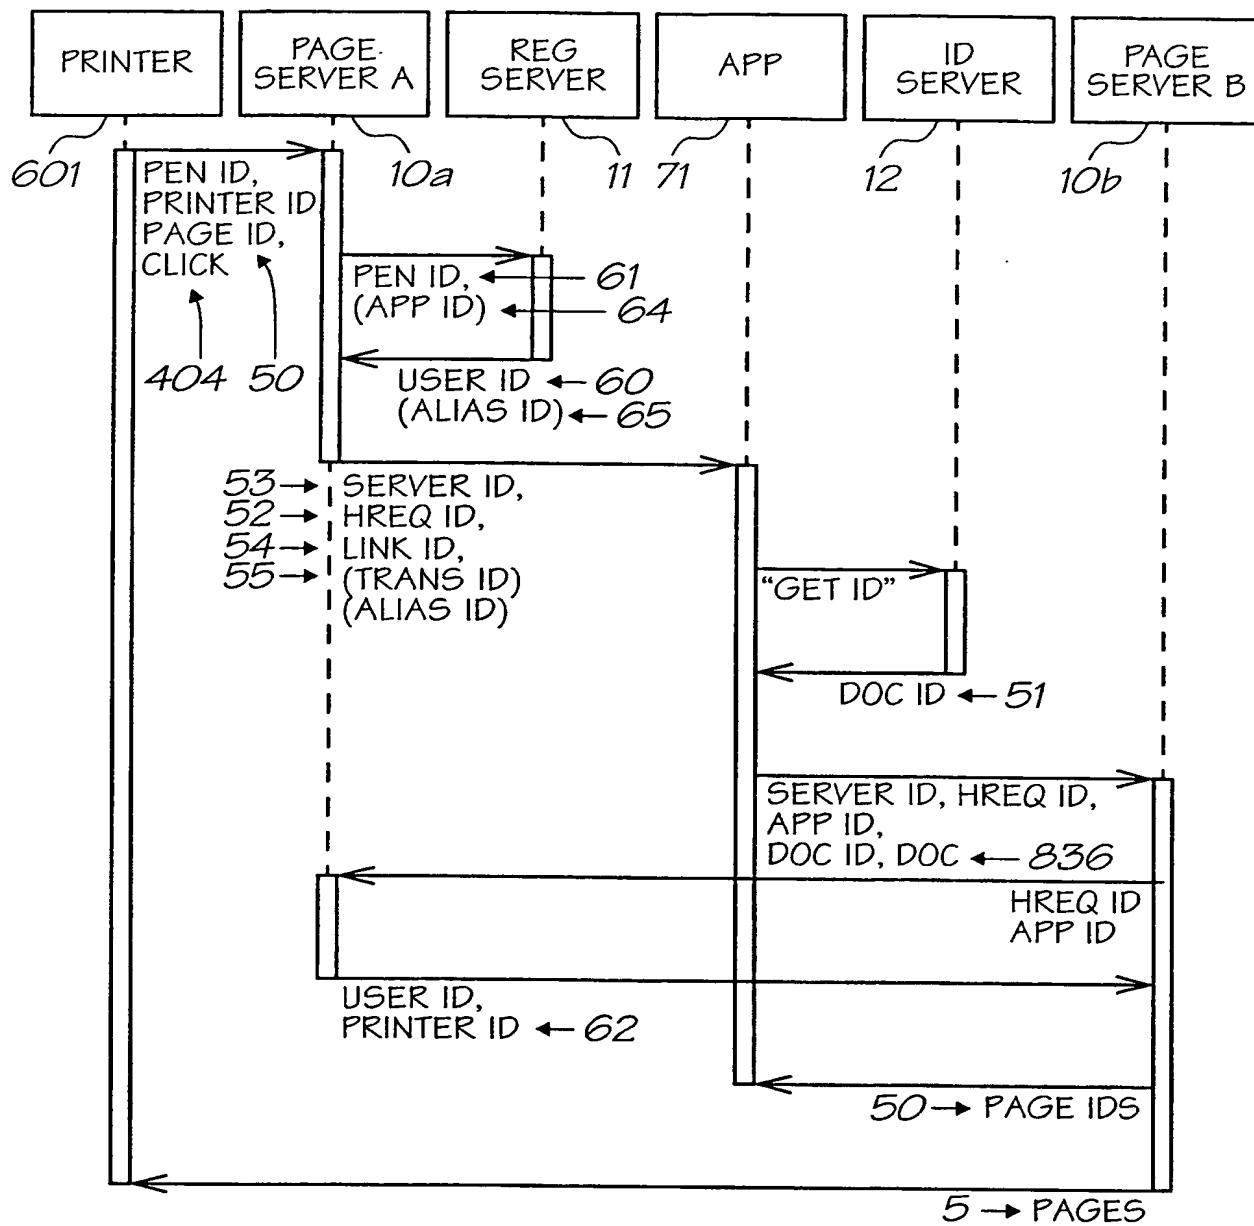 PRINTER
PAGE
SERVER A
REG
SERVER
APP
ID
SERVER
PAGE
SERVER B
601
10a
11
71
12
10b
PEN ID,
PRINTER ID
PAGE ID,
CLICK
404
50
PEN ID, 61
(APP ID) 64
USER ID 60
(ALIAS ID) 65
53 SERVER ID,
52 HREQ ID,
54 LINK ID,
55 (TRANS ID)
(ALIAS ID)
"GET ID"
DOC ID 51
SERVER ID, HREQ ID,
APP ID,
DOC ID, DOC 836
HREQ ID
APP ID
USER ID,
PRINTER ID 62
50 PAGE IDS
5 PAGES